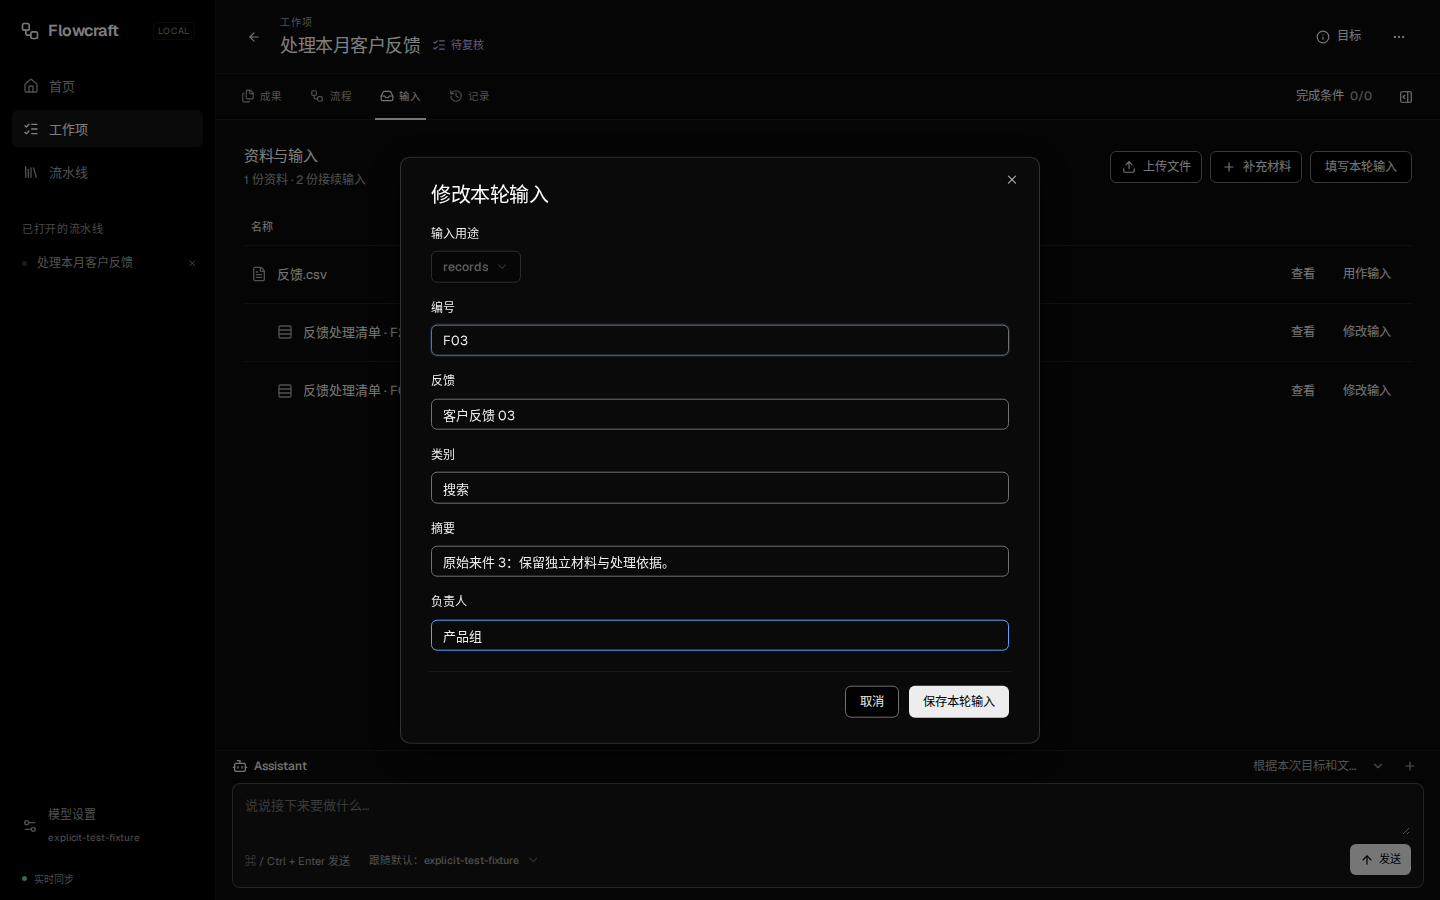 Flowcraft
LOCAL
首页
工作项
流水线
已打开的流水线
处理本月客户反馈
模型设置
explicit-test-fixture
实时同步
工作项
处理本月客户反馈
待复核
目标
成果
流程
输入
记录
完成条件 0/0
资料与输入
1 份资料 · 2 份接续输入
上传文件
补充材料
填写本轮输入
名称
反馈.csv
查看
用作输入
反馈处理清单 · F
查看
修改输入
反馈处理清单 · F
查看
修改输入
修改本轮输入
输入用途
records
编号
F03
反馈
客户反馈 03
类别
搜索
摘要
原始来件 3：保留独立材料与处理依据。
负责人
产品组
取消
保存本轮输入
Assistant
根据本次目标和文...
说说接下来要做什么...
⌘ / Ctrl + Enter 发送
跟随默认：explicit-test-fixture
发送